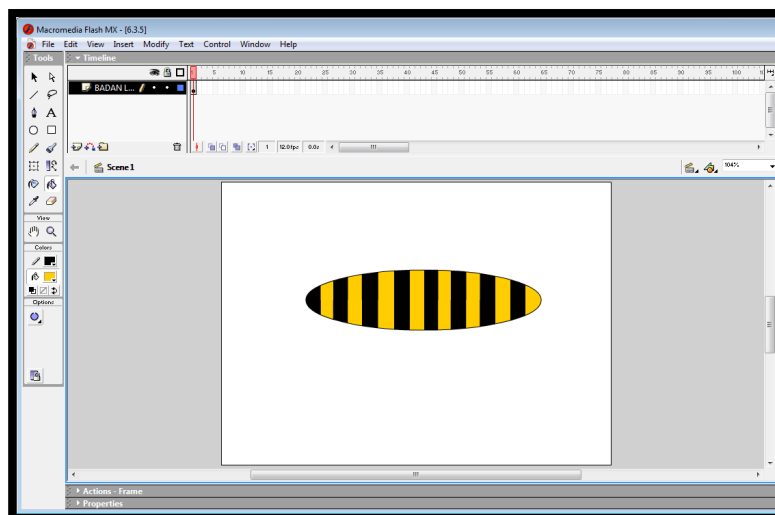 Macromedia Flash MX - [6.3.5]
File Edit View Insert Modify Text Control Window Help
Tools
Timeline
5 10 15 20 25 30 35 40 45 50 55 60 65 70 75 80 85 90 95 100
BADAN L...
1 12.0 fps 0.0s
Scene 1
104%
View
Colors
Options
Actions - Frame
Properties